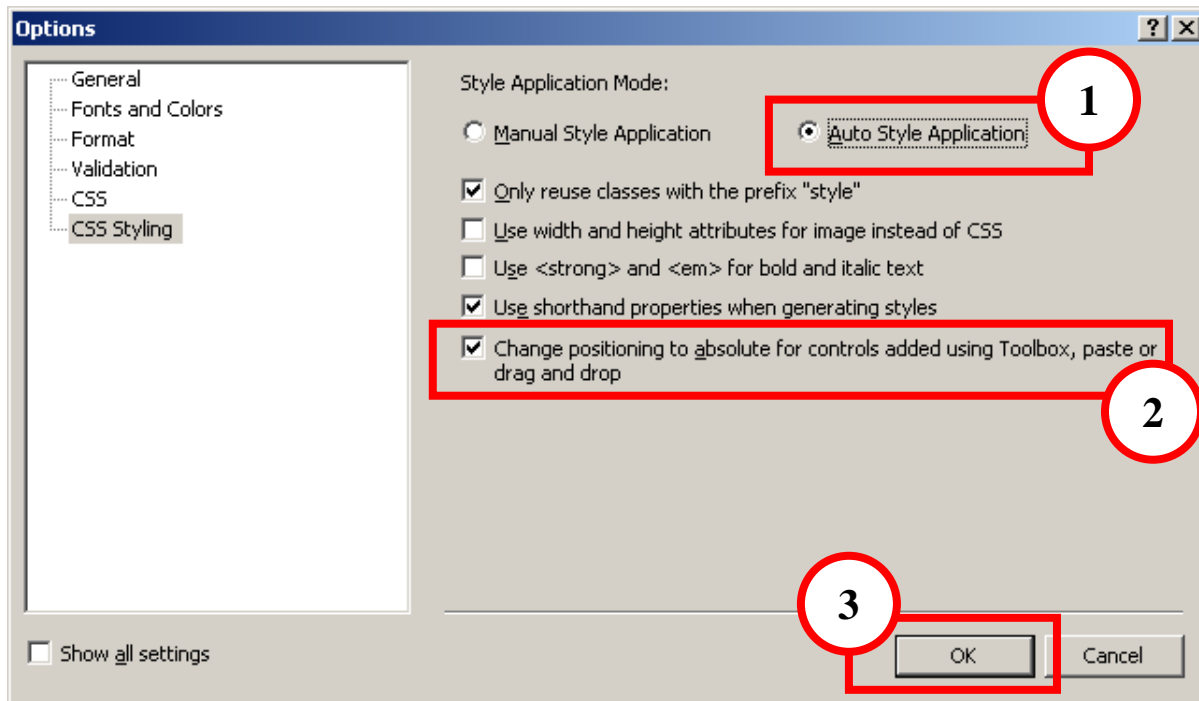 Options
General
Fonts and Colors
Format
Validation
CSS
CSS Styling
Style Application Mode:
1
Manual Style Application
Auto Style Application
Only reuse classes with the prefix "style"
Use width and height attributes for image instead of CSS
Use <strong> and <em> for bold and italic text
Use shorthand properties when generating styles
Change positioning to absolute for controls added using Toolbox, paste or
drag and drop
2
3
Show all settings
OK
Cancel